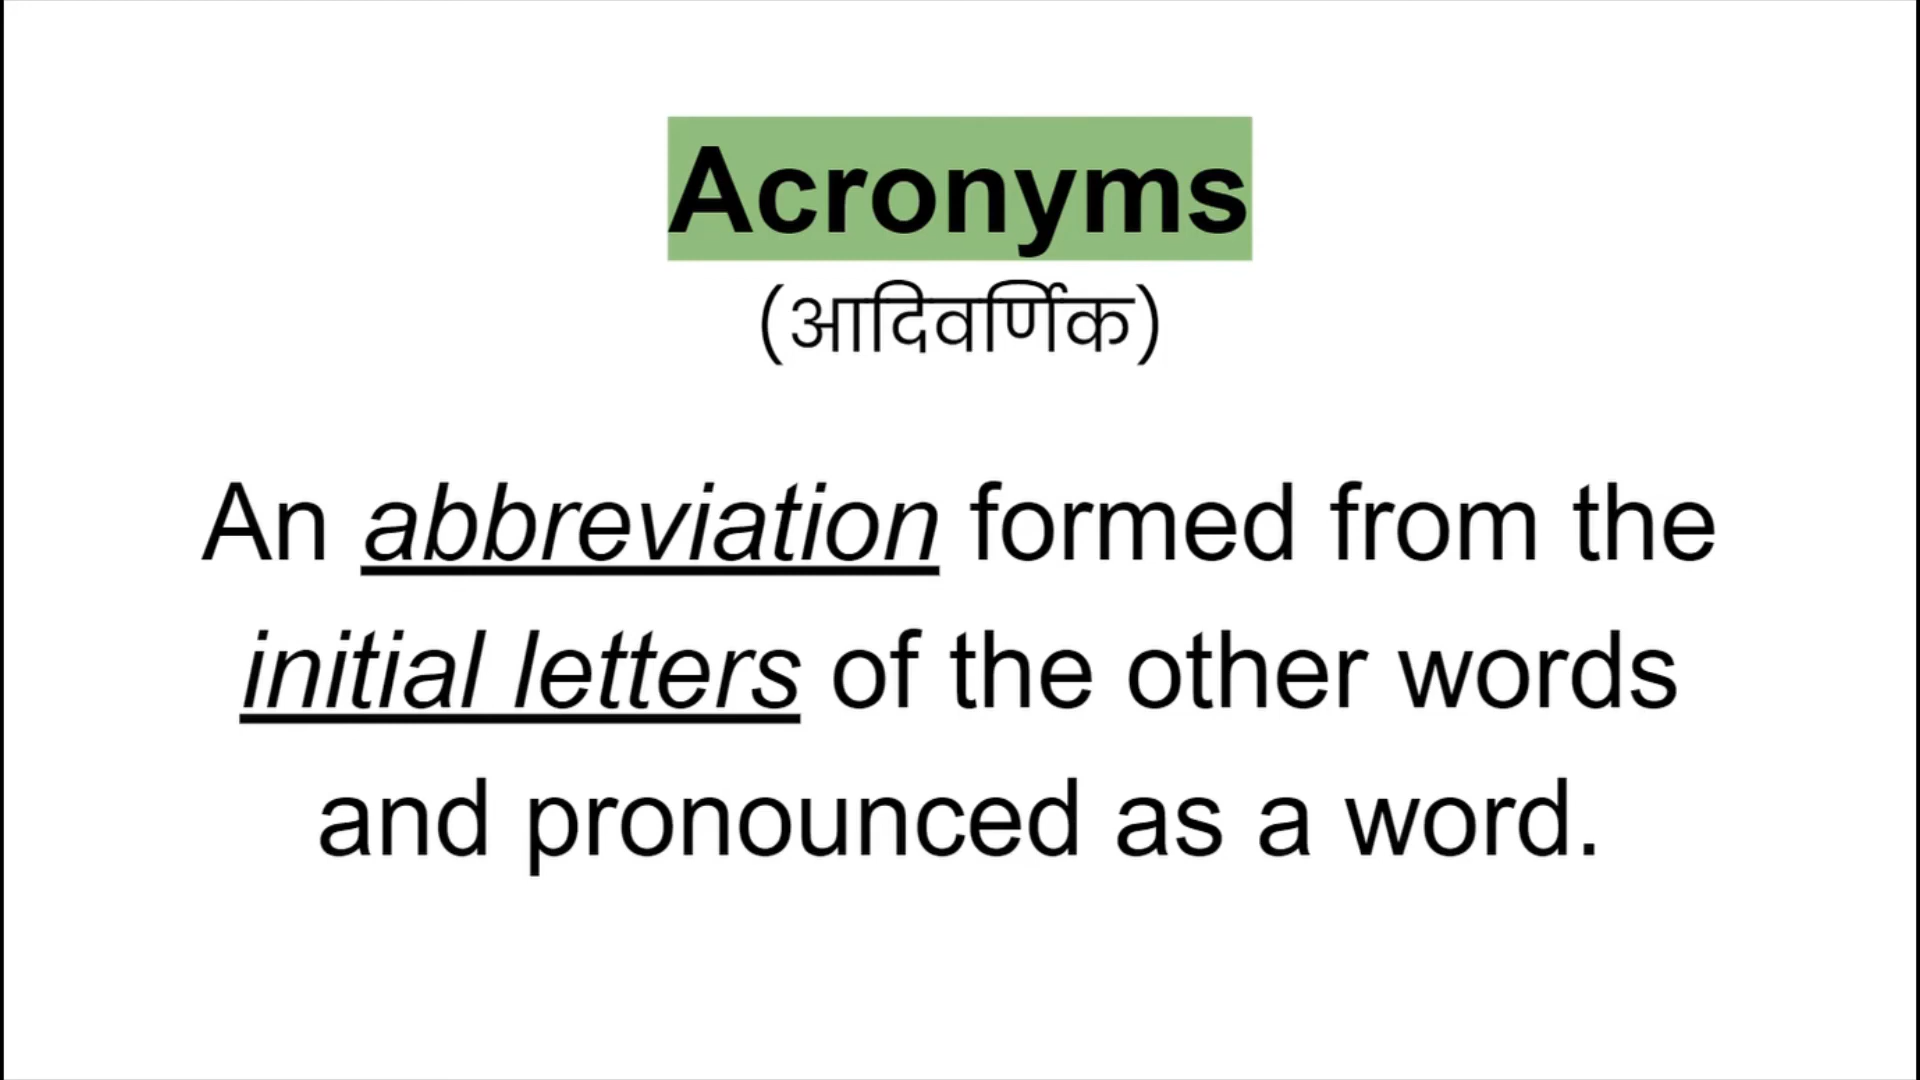 Acronyms
(आदिवर्णिक)
An abbreviation formed from the
initial letters of the other words
and pronounced as a word.